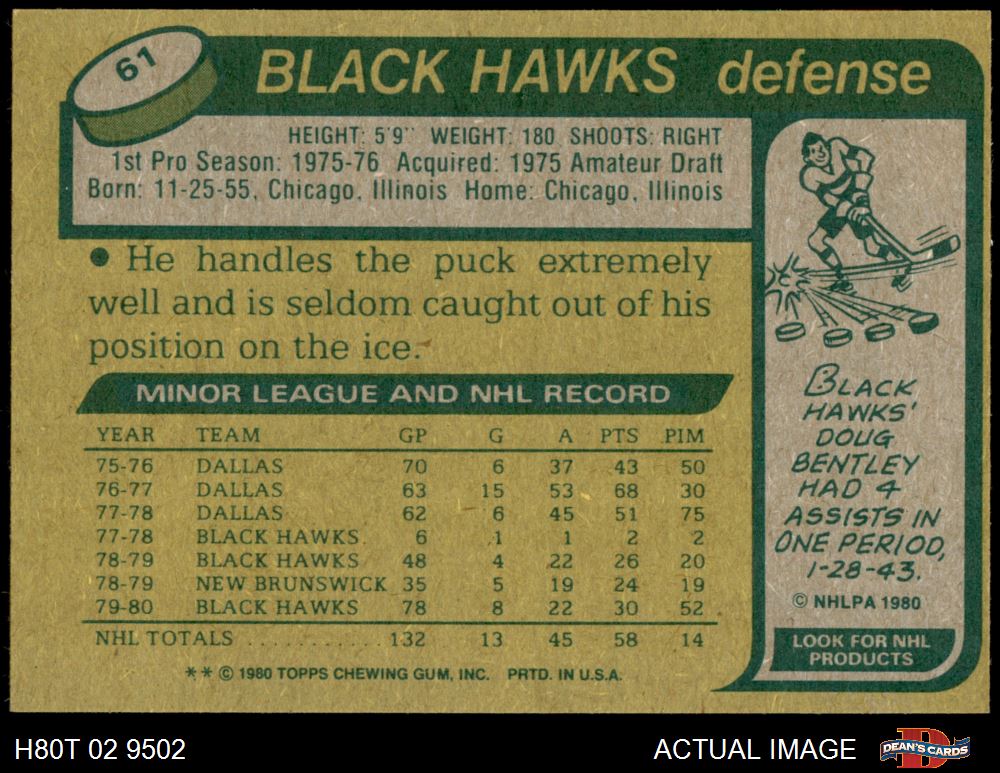 61
BLACK HAWKS defense
HEIGHT: 5'9" WEIGHT: 180 SHOOTS: RIGHT
1st Pro Season: 1975-76 Acquired: 1975 Amateur Draft
Born: 11-25-55, Chicago, Illinois Home: Chicago, Illinois
• He handles the puck extremely
well and is seldom caught out of his
position on the ice.
MINOR LEAGUE AND NHL RECORD
YEAR TEAM GP G A PTS PIM
75-76 DALLAS 70 6 37 43 50
76-77 DALLAS 63 15 53 68 30
77-78 DALLAS 62 6 45 51 75
77-78 BLACK HAWKS 6 1 1 2 2
78-79 BLACK HAWKS 48 4 22 26 20
78-79 NEW BRUNSWICK 35 5 19 24 19
79-80 BLACK HAWKS 78 8 22 30 52
NHL TOTALS .......... 132 13 45 58 14
** © 1980 TOPPS CHEWING GUM, INC. PRTD. IN U.S.A.
BLACK
HAWKS'
DOUG
BENTLEY
HAD 4
ASSISTS IN
ONE PERIOD,
1-28-43.
© NHLPA 1980
LOOK FOR NHL
PRODUCTS
H80T 02 9502
ACTUAL IMAGE
D
DEAN'S CARDS